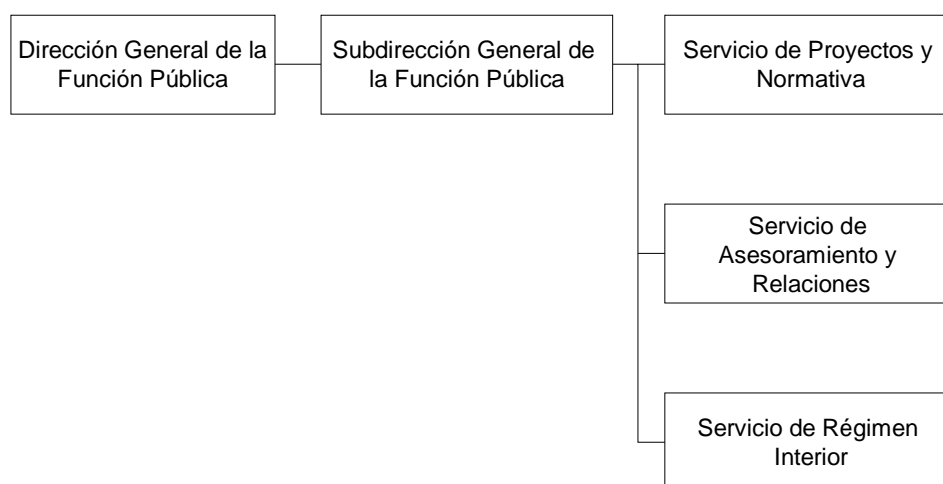 Dirección General de la
Función Pública
Subdirección General de
la Función Pública
Servicio de Proyectos y
Normativa
Servicio de
Asesoramiento y
Relaciones
Servicio de Régimen
Interior